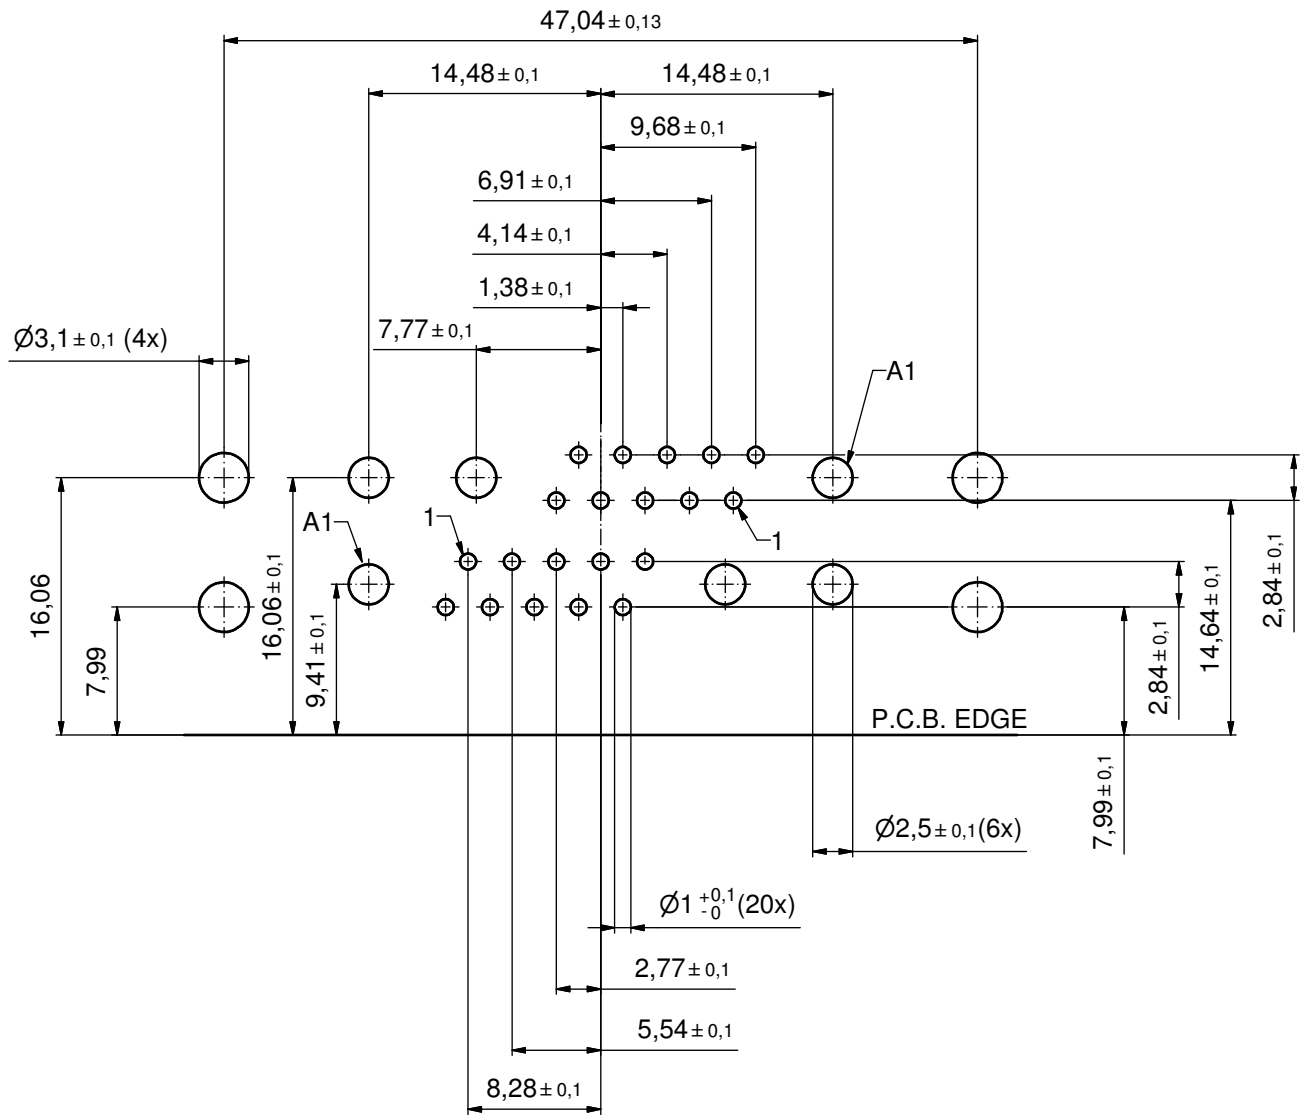 47,04 ± 0,13
14,48 ± 0,1
14,48 ± 0,1
9,68 ± 0,1
6,91 ± 0,1
4,14 ± 0,1
1,38 ± 0,1
7,77 ± 0,1
Ø3,1 ± 0,1 (4x)
A1
A1
1
1
16,06
7,99
16,06 ± 0,1
9,41 ± 0,1
2,84 ± 0,1
14,64 ± 0,1
2,84 ± 0,1
7,99 ± 0,1
P.C.B. EDGE
Ø2,5 ± 0,1(6x)
Ø1 +0,1 -0 (20x)
2,77 ± 0,1
5,54 ± 0,1
8,28 ± 0,1